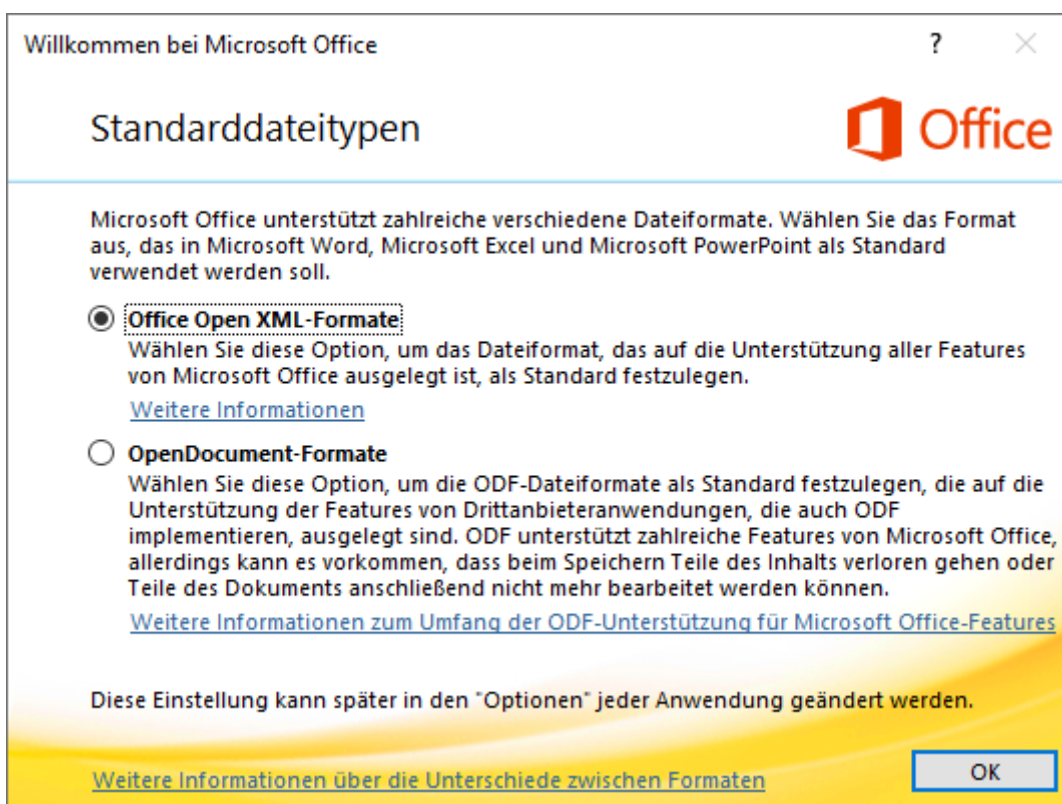 Willkommen bei Microsoft Office
?
Standarddateitypen
Office
Microsoft Office unterstützt zahlreiche verschiedene Dateiformate. Wählen Sie das Format
aus, das in Microsoft Word, Microsoft Excel und Microsoft PowerPoint als Standard
verwendet werden soll.
Office Open XML-Formate
Wählen Sie diese Option, um das Dateiformat, das auf die Unterstützung aller Features
von Microsoft Office ausgelegt ist, als Standard festzulegen.
Weitere Informationen
OpenDocument-Formate
Wählen Sie diese Option, um die ODF-Dateiformate als Standard festzulegen, die auf die
Unterstützung der Features von Drittanbieteranwendungen, die auch ODF
implementieren, ausgelegt sind. ODF unterstützt zahlreiche Features von Microsoft Office,
allerdings kann es vorkommen, dass beim Speichern Teile des Inhalts verloren gehen oder
Teile des Dokuments anschließend nicht mehr bearbeitet werden können.
Weitere Informationen zum Umfang der ODF-Unterstützung für Microsoft Office-Features
Diese Einstellung kann später in den "Optionen" jeder Anwendung geändert werden.
Weitere Informationen über die Unterschiede zwischen Formaten
OK